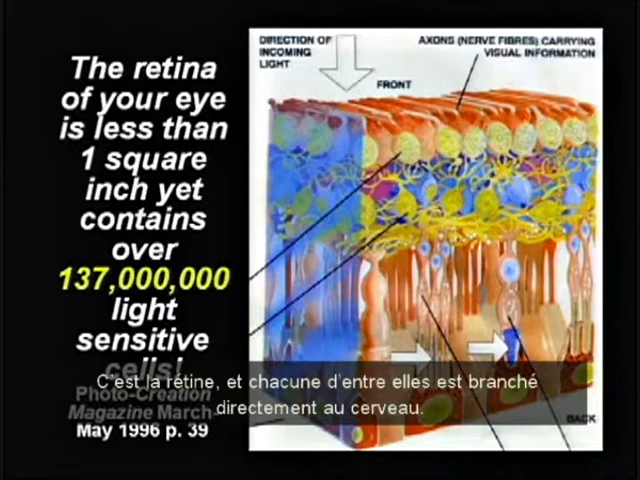 The retina
of your eye
is less than
1 square
inch yet
contains
over
137,000,000
light
sensitive
cells!
Photo-Creation
Magazine March-
May 1996 p. 39
DIRECTION OF
INCOMING
LIGHT
AXONS (NERVE FIBRES) CARRYING
VISUAL INFORMATION
FRONT
BACK
C'est la rétine, et chacune d'entre elles est branché
directement au cerveau.